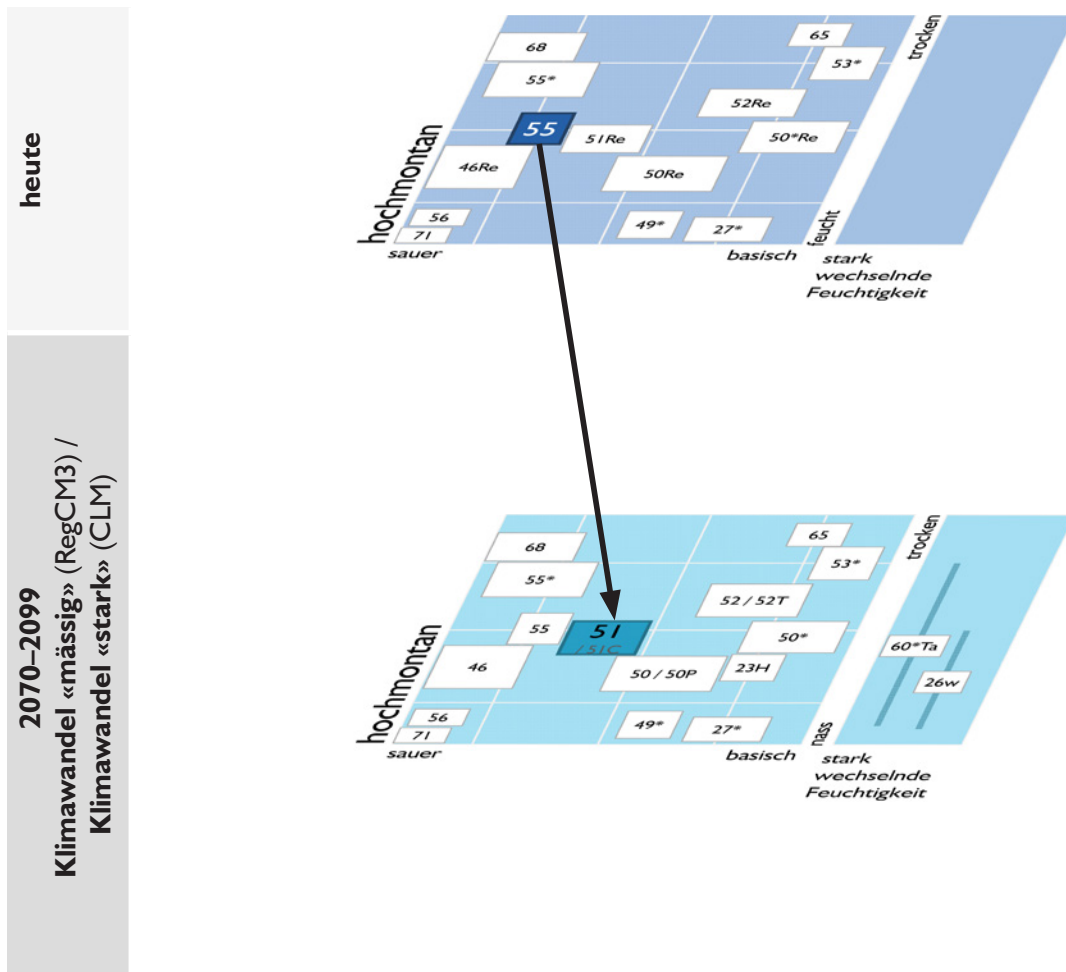 heute
hochmontan
68
55*
55
46Re
56
71
51Re
50Re
49*
27*
52Re
50*Re
65
53*
trocken
feucht
sauer
basisch
stark
wechselnde
Feuchtigkeit
2070–2099
Klimawandel «mässig» (RegCM3) /
Klimawandel «stark» (CLM)
hochmontan
68
55*
55
46
56
71
51
/ 51C
50 / 50P
49*
27*
52 / 52T
50*
23H
65
53*
trocken
nass
60*Ta
26w
sauer
basisch
stark
wechselnde
Feuchtigkeit